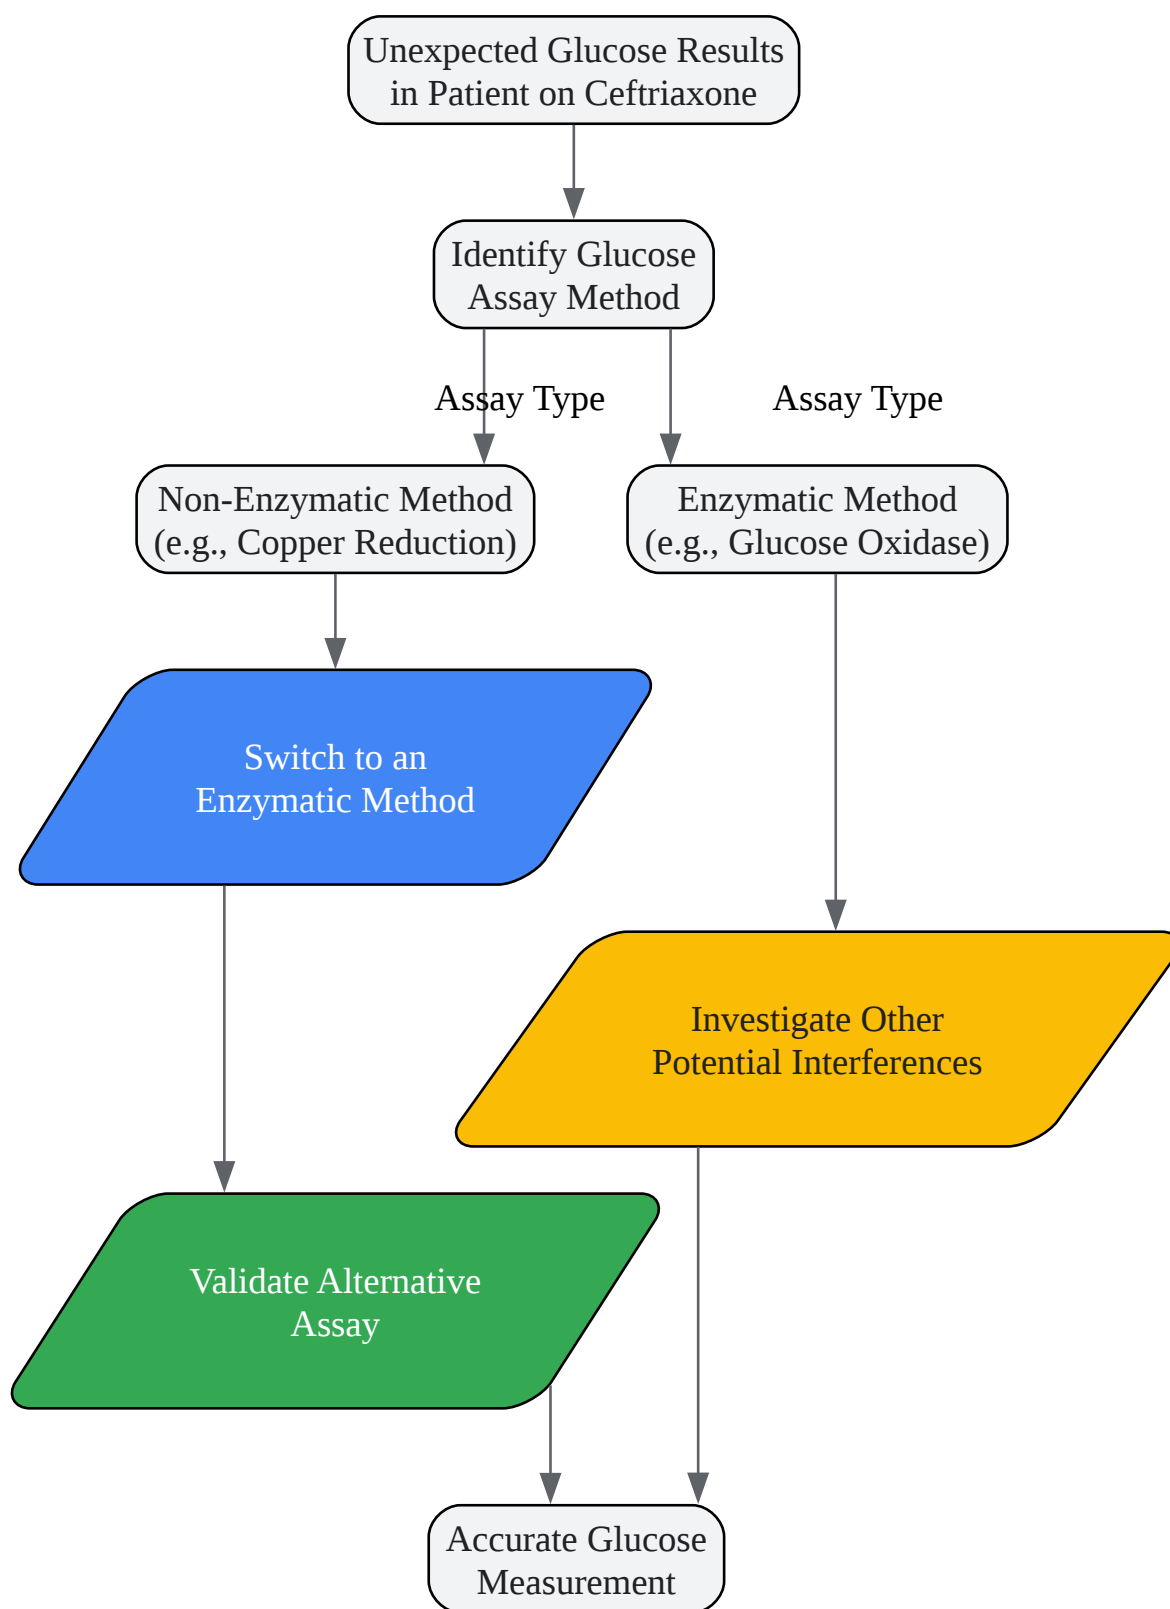 Unexpected Glucose Results
in Patient on Ceftriaxone
Identify Glucose
Assay Method
Assay Type
Assay Type
Non-Enzymatic Method
(e.g., Copper Reduction)
Enzymatic Method
(e.g., Glucose Oxidase)
Switch to an
Enzymatic Method
Investigate Other
Potential Interferences
Validate Alternative
Assay
Accurate Glucose
Measurement